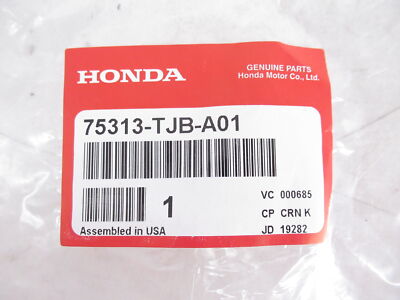 GENUINE PARTS
HONDA
Honda Motor Co., Ltd.
75313-TJB-A01
1
VC 000685
CP CRN K
Assembled in USA
JD 19282